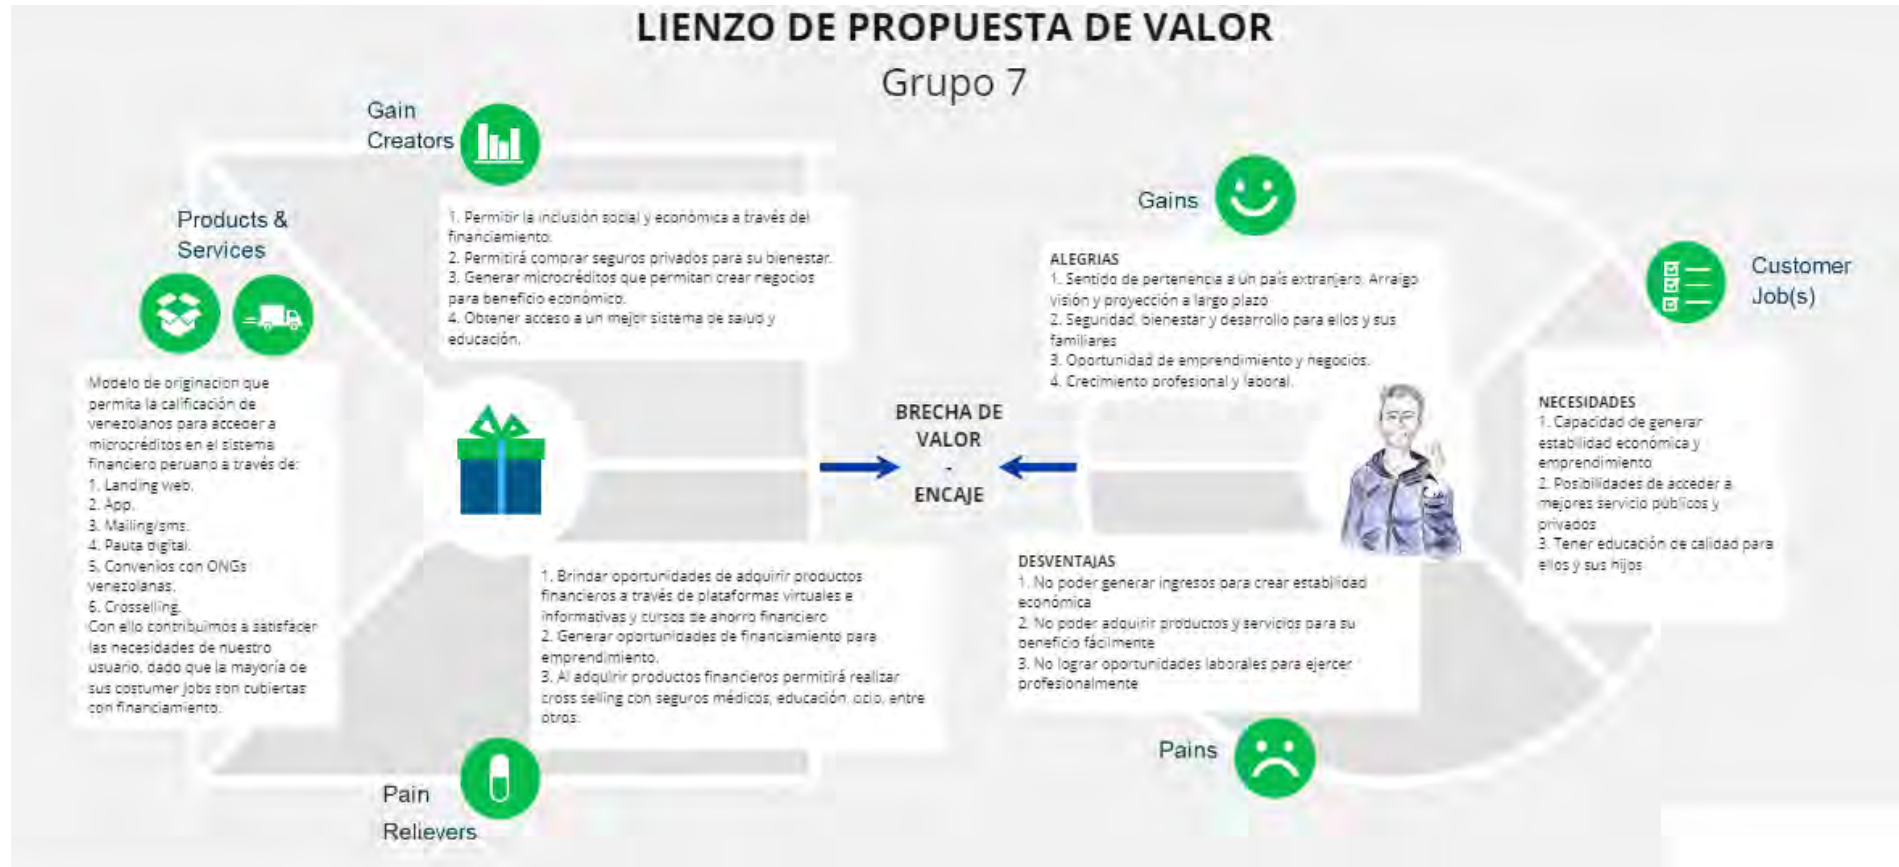 LIENZO DE PROPUESTA DE VALOR
Grupo 7
Gain
Creators
1. Permitir la inclusión social y económica a través del
financiamiento.
2. Permitirá comprar seguros privados para su bienestar.
3. Generar microcréditos que permitan crear negocios
para beneficio económico.
4. Obtener acceso a un mejor sistema de salud y
educación.
Products &
Services
Modelo de originacion que
permita la calificación de
venezolanos para acceder a
microcréditos en el sistema
financiero peruano a través de:
1. Landing web.
2. App.
3. Mailing/sms.
4. Pauta digital.
5. Convenios con ONGs
venezolanas.
6. Crosselling.
Con ello contribuimos a satisfacer
las necesidades de nuestro
usuario, dado que la mayoría de
sus costumer jobs son cubiertas
con financiamiento.
1. Brindar oportunidades de adquirir productos
financieros a través de plataformas virtuales e
informativas y cursos de ahorro financiero
2. Generar oportunidades de financiamiento para
emprendimiento.
3. Al adquirir productos financieros permitirá realizar
cross selling con seguros médicos, educación, ocio, entre
otros.
Pain
Relievers
BRECHA DE
VALOR
-
ENCAJE
Gains
ALEGRIAS
1. Sentido de pertenencia a un país extranjero. Arraigo
visión y proyección a largo plazo
2. Seguridad, bienestar y desarrollo para ellos y sus
familiares
3. Oportunidad de emprendimiento y negocios.
4. Crecimiento profesional y laboral.
Customer
Job(s)
NECESIDADES
1. Capacidad de generar
estabilidad económica y
emprendimiento
2. Posibilidades de acceder a
mejores servicio públicos y
privados
3. Tener educación de calidad para
ellos y sus hijos
DESVENTAJAS
1. No poder generar ingresos para crear estabilidad
económica
2. No poder adquirir productos y servicios para su
beneficio fácilmente
3. No lograr oportunidades laborales para ejercer
profesionalmente
Pains